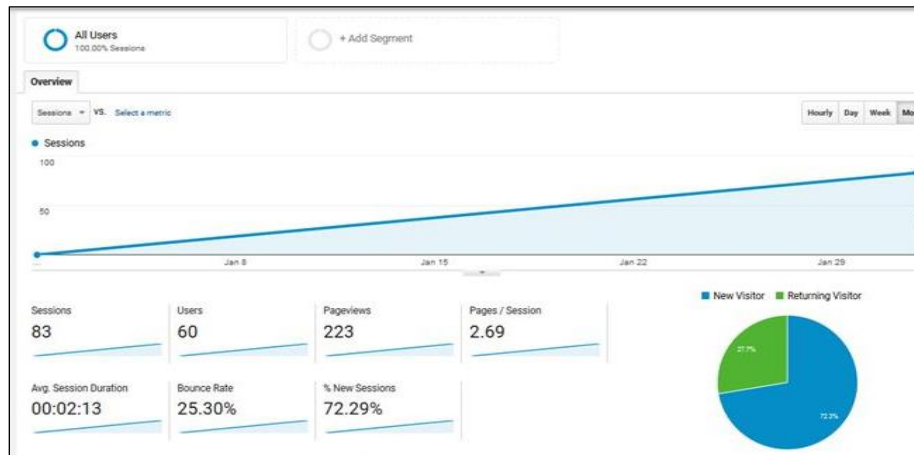 All Users
100.00% Sessions
+ Add Segment
Overview
Sessions VS. Select a metric
Hourly Day Week Mo
Sessions
100
50
... Jan 8 Jan 15 Jan 22 Jan 29
New Visitor Returning Visitor
Sessions Users Pageviews Pages / Session
83 60 223 2.69
27.7%
Avg. Session Duration Bounce Rate % New Sessions
00:02:13 25.30% 72.29%
72.3%